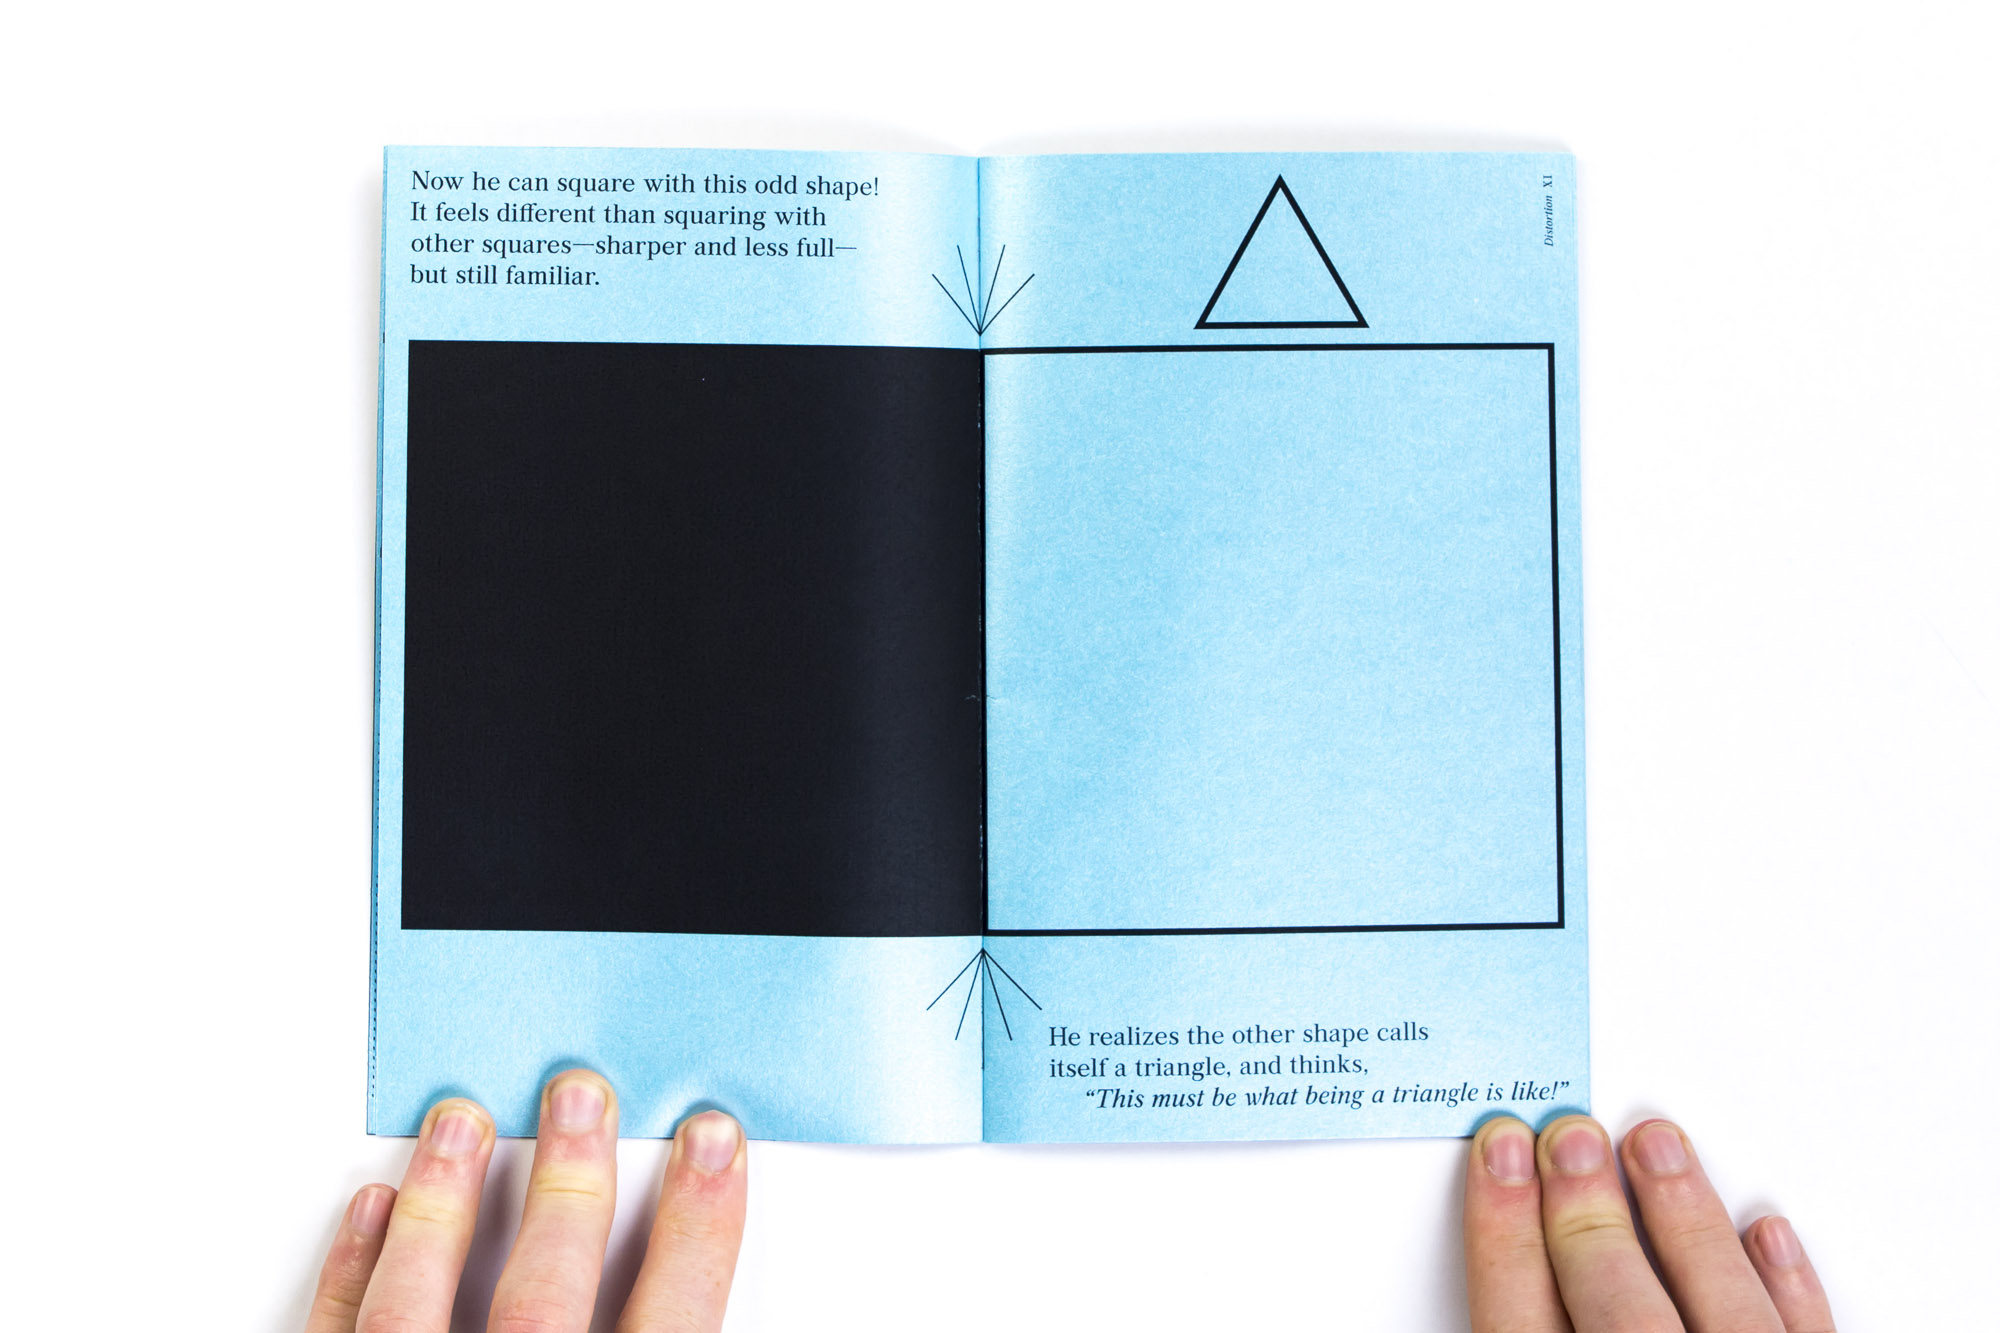 Now he can square with this odd shape!
It feels different than squaring with
other squares—sharper and less full—
but still familiar.
Distortion XI
He realizes the other shape calls
itself a triangle, and thinks,
“This must be what being a triangle is like!”